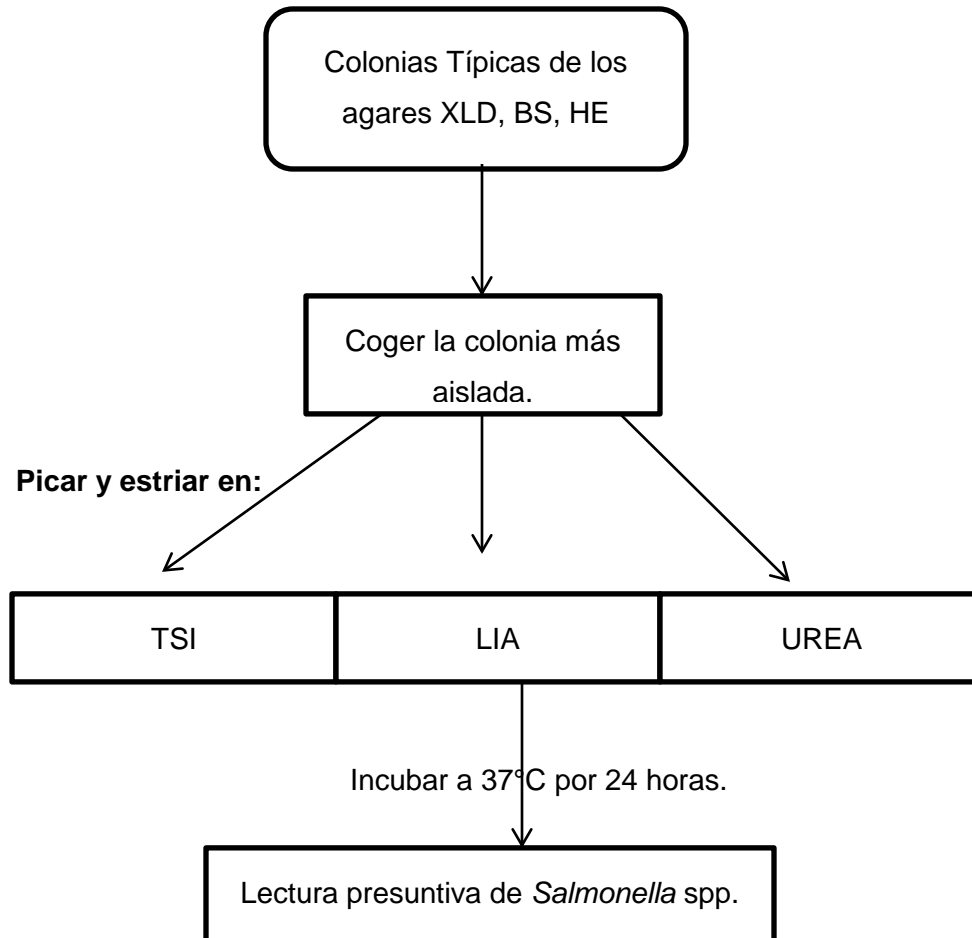 Colonias Típicas de los
agares XLD, BS, HE
Coger la colonia más
aislada.
Picar y estriar en:
TSI
LIA
UREA
Incubar a 37°C por 24 horas.
Lectura presuntiva de Salmonella spp.